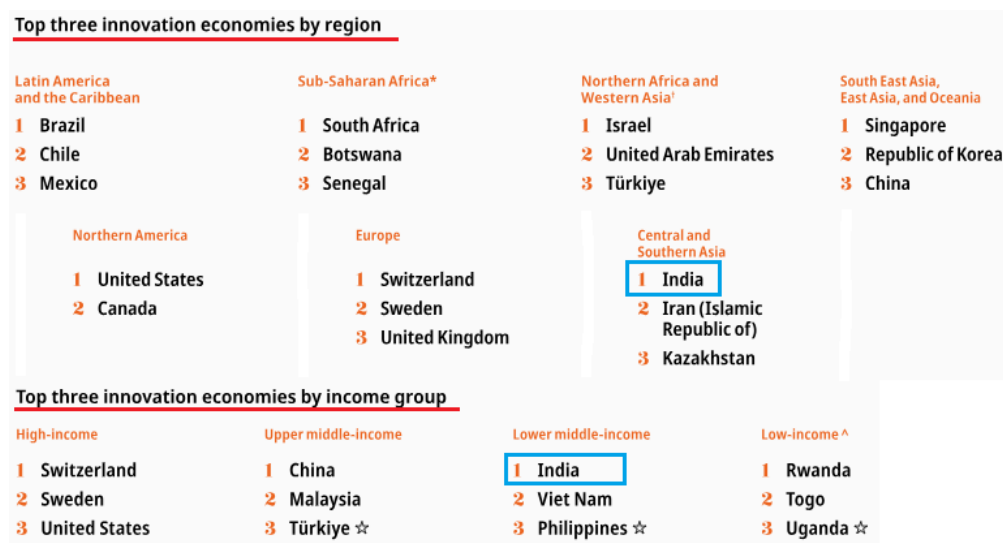 Top three innovation economies by region
Latin America
and the Caribbean
1 Brazil
2 Chile
3 Mexico
Sub-Saharan Africa*
1 South Africa
2 Botswana
3 Senegal
Northern Africa and
Western Asia†
1 Israel
2 United Arab Emirates
3 Türkiye
South East Asia,
East Asia, and Oceania
1 Singapore
2 Republic of Korea
3 China
Northern America
1 United States
2 Canada
Europe
1 Switzerland
2 Sweden
3 United Kingdom
Central and
Southern Asia
1 India
2 Iran (Islamic
Republic of)
3 Kazakhstan
Top three innovation economies by income group
High-income
1 Switzerland
2 Sweden
3 United States
Upper middle-income
1 China
2 Malaysia
3 Türkiye ☆
Lower middle-income
1 India
2 Viet Nam
3 Philippines ☆
Low-income ^
1 Rwanda
2 Togo
3 Uganda ☆